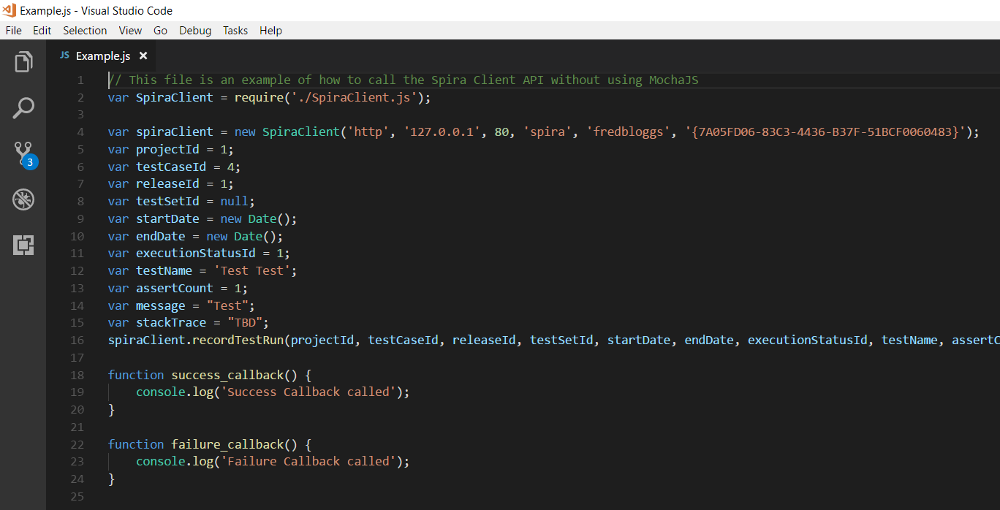 Example.js - Visual Studio Code
File Edit Selection View Go Debug Tasks Help
JS Example.js ×
1 // This file is an example of how to call the Spira Client API without using MochaJS
2 var SpiraClient = require('./SpiraClient.js');
3
4 var spiraClient = new SpiraClient('http', '127.0.0.1', 80, 'spira', 'fredbloggs', '{7A05FD06-83C3-4436-B37F-51BCF0060483}');
5 var projectId = 1;
6 var testCaseId = 4;
7 var releaseId = 1;
8 var testSetId = null;
9 var startDate = new Date();
10 var endDate = new Date();
11 var executionStatusId = 1;
12 var testName = 'Test Test';
13 var assertCount = 1;
14 var message = "Test";
15 var stackTrace = "TBD";
16 spiraClient.recordTestRun(projectId, testCaseId, releaseId, testSetId, startDate, endDate, executionStatusId, testName, assertC
17
18 function success_callback() {
19     console.log('Success Callback called');
20 }
21
22 function failure_callback() {
23     console.log('Failure Callback called');
24 }
25
3